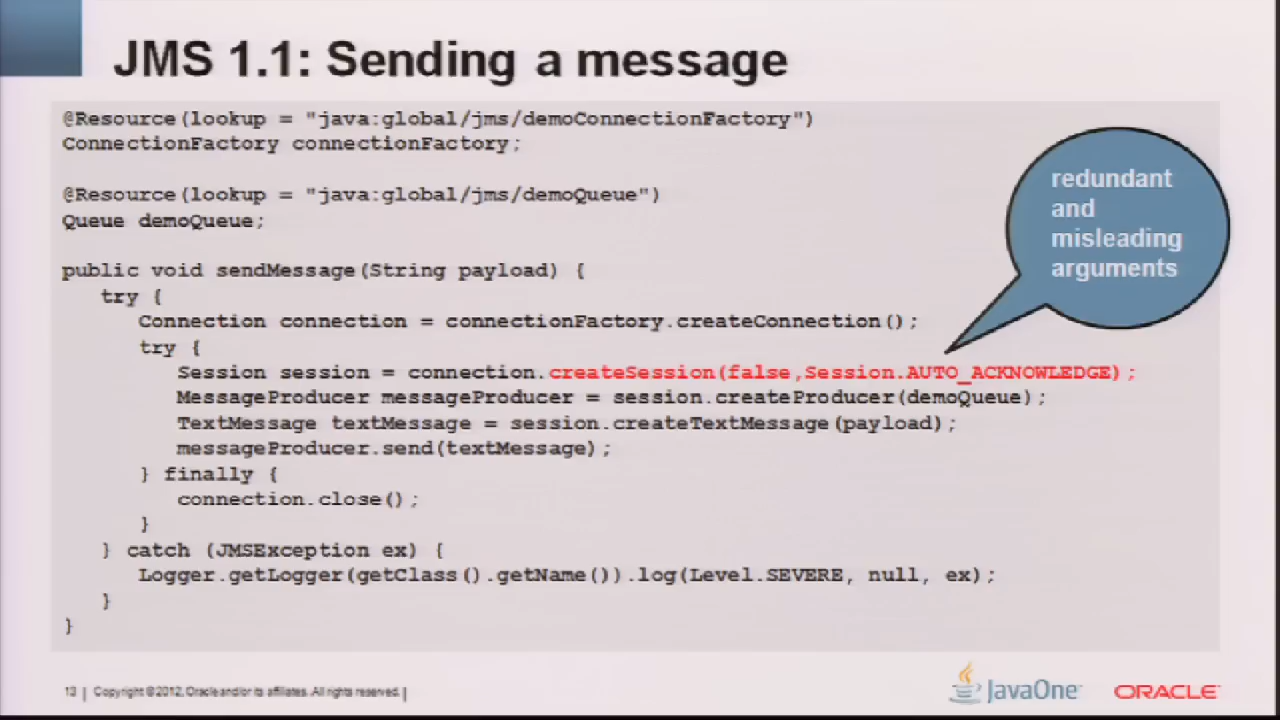 JMS 1.1: Sending a message
@Resource(lookup = "java:global/jms/demoConnectionFactory")
ConnectionFactory connectionFactory;
@Resource(lookup = "java:global/jms/demoQueue")
Queue demoQueue;
public void sendMessage(String payload) {
try {
Connection connection = connectionFactory.createConnection();
try {
Session session = connection.createSession(false,Session.AUTO_ACKNOWLEDGE);
MessageProducer messageProducer = session.createProducer(demoQueue);
TextMessage textMessage = session.createTextMessage(payload);
messageProducer.send(textMessage);
} finally {
connection.close();
}
} catch (JMSException ex) {
Logger.getLogger(getClass().getName()).log(Level.SEVERE, null, ex);
}
}
redundant
and
misleading
arguments
13 | Copyright © 2012, Oracle and/or its affiliates. All rights reserved. |
JavaOne™
ORACLE®